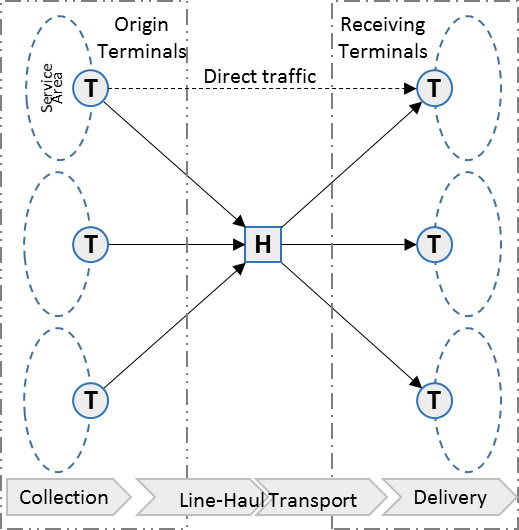 Origin
Terminals
Receiving
Terminals
Service
Area
Direct traffic
T
T
T
H
T
T
T
Collection
Line-Haul Transport
Delivery